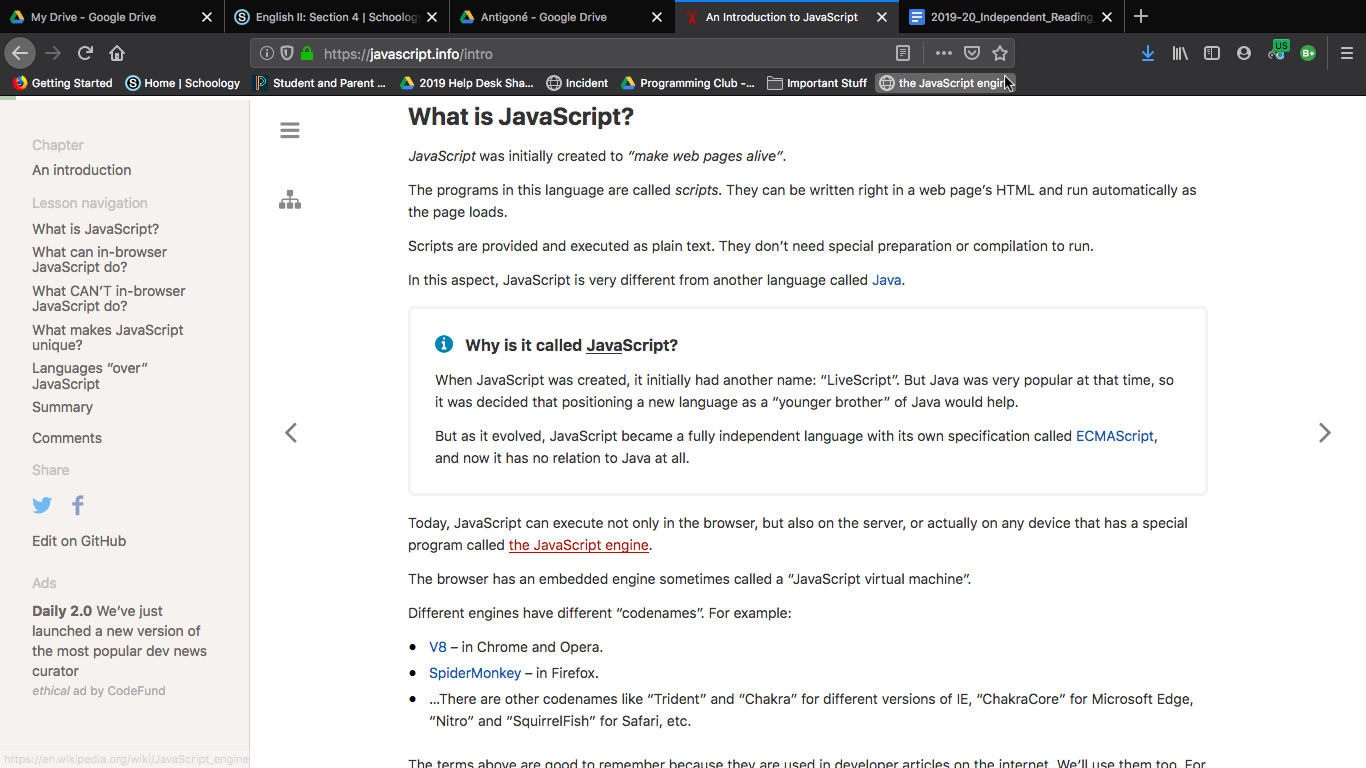 My Drive - Google Drive
English II: Section 4 | Schoology
Antigoné - Google Drive
An Introduction to JavaScript
2019-20_Independent_Reading
https://javascript.info/intro
US
B+
Getting Started
Home | Schoology
Student and Parent ...
2019 Help Desk Sha...
Incident
Programming Club -...
Important Stuff
the JavaScript engin
Chapter
An introduction
Lesson navigation
What is JavaScript?
What can in-browser
JavaScript do?
What CAN’T in-browser
JavaScript do?
What makes JavaScript
unique?
Languages “over”
JavaScript
Summary
Comments
Share
Edit on GitHub
Ads
Daily 2.0 We’ve just
launched a new version of
the most popular dev news
curator
ethical ad by CodeFund
https://en.wikipedia.org/wiki/JavaScript_engine
What is JavaScript?
JavaScript was initially created to “make web pages alive”.
The programs in this language are called scripts. They can be written right in a web page’s HTML and run automatically as
the page loads.
Scripts are provided and executed as plain text. They don’t need special preparation or compilation to run.
In this aspect, JavaScript is very different from another language called Java.
Why is it called JavaScript?
When JavaScript was created, it initially had another name: “LiveScript”. But Java was very popular at that time, so
it was decided that positioning a new language as a “younger brother” of Java would help.
But as it evolved, JavaScript became a fully independent language with its own specification called ECMAScript,
and now it has no relation to Java at all.
Today, JavaScript can execute not only in the browser, but also on the server, or actually on any device that has a special
program called the JavaScript engine.
The browser has an embedded engine sometimes called a “JavaScript virtual machine”.
Different engines have different “codenames”. For example:
V8 – in Chrome and Opera.
SpiderMonkey – in Firefox.
…There are other codenames like “Trident” and “Chakra” for different versions of IE, “ChakraCore” for Microsoft Edge,
“Nitro” and “SquirrelFish” for Safari, etc.
The terms above are good to remember because they are used in developer articles on the internet. We’ll use them too. For